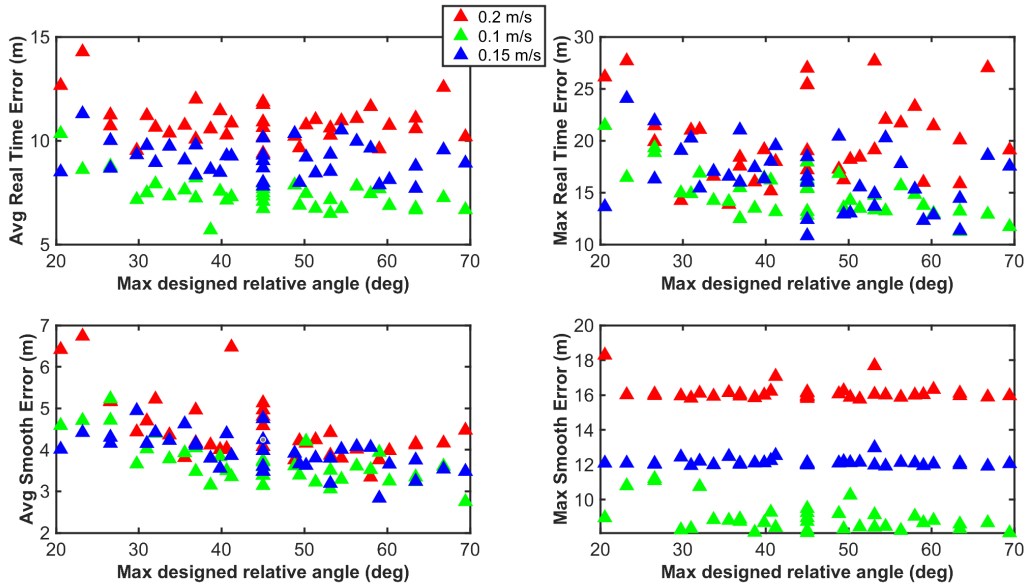 0.2 m/s
0.1 m/s
0.15 m/s
15
10
5
Avg Real Time Error (m)
20 30 40 50 60 70
Max designed relative angle (deg)
30
25
20
15
10
Max Real Time Error (m)
20 30 40 50 60 70
Max designed relative angle (deg)
7
6
5
4
3
2
Avg Smooth Error (m)
20 30 40 50 60 70
Max designed relative angle (deg)
20
18
16
14
12
10
Max Smooth Error (m)
20 30 40 50 60 70
Max designed relative angle (deg)